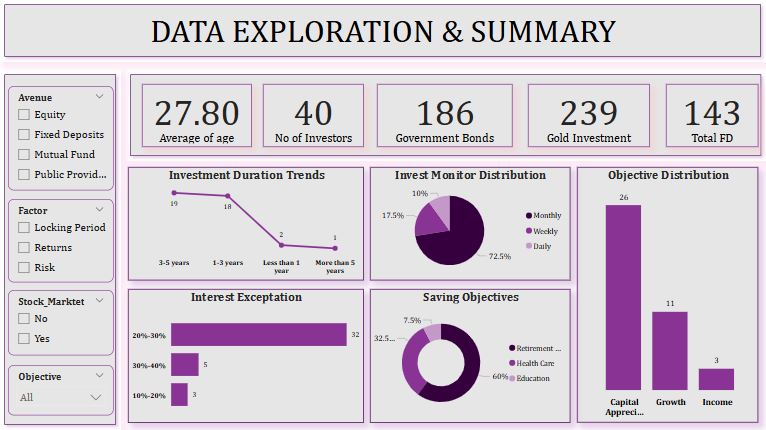 DATA EXPLORATION & SUMMARY
Avenue
Equity
Fixed Deposits
Mutual Fund
Public Provid...
Factor
Locking Period
Returns
Risk
Stock_Marktet
No
Yes
Objective
All
27.80
Average of age
40
No of Investors
186
Government Bonds
239
Gold Investment
143
Total FD
Investment Duration Trends
19
18
2
1
3-5 years
1-3 years
Less than 1
year
More than 5
years
Invest Monitor Distribution
10%
17.5%
72.5%
Monthly
Weekly
Daily
Objective Distribution
26
11
3
Capital
Appreci...
Growth
Income
Interest Exceptation
20%-30%
32
30%-40%
5
10%-20%
3
Saving Objectives
7.5%
32.5...
60%
Retirement ...
Health Care
Education